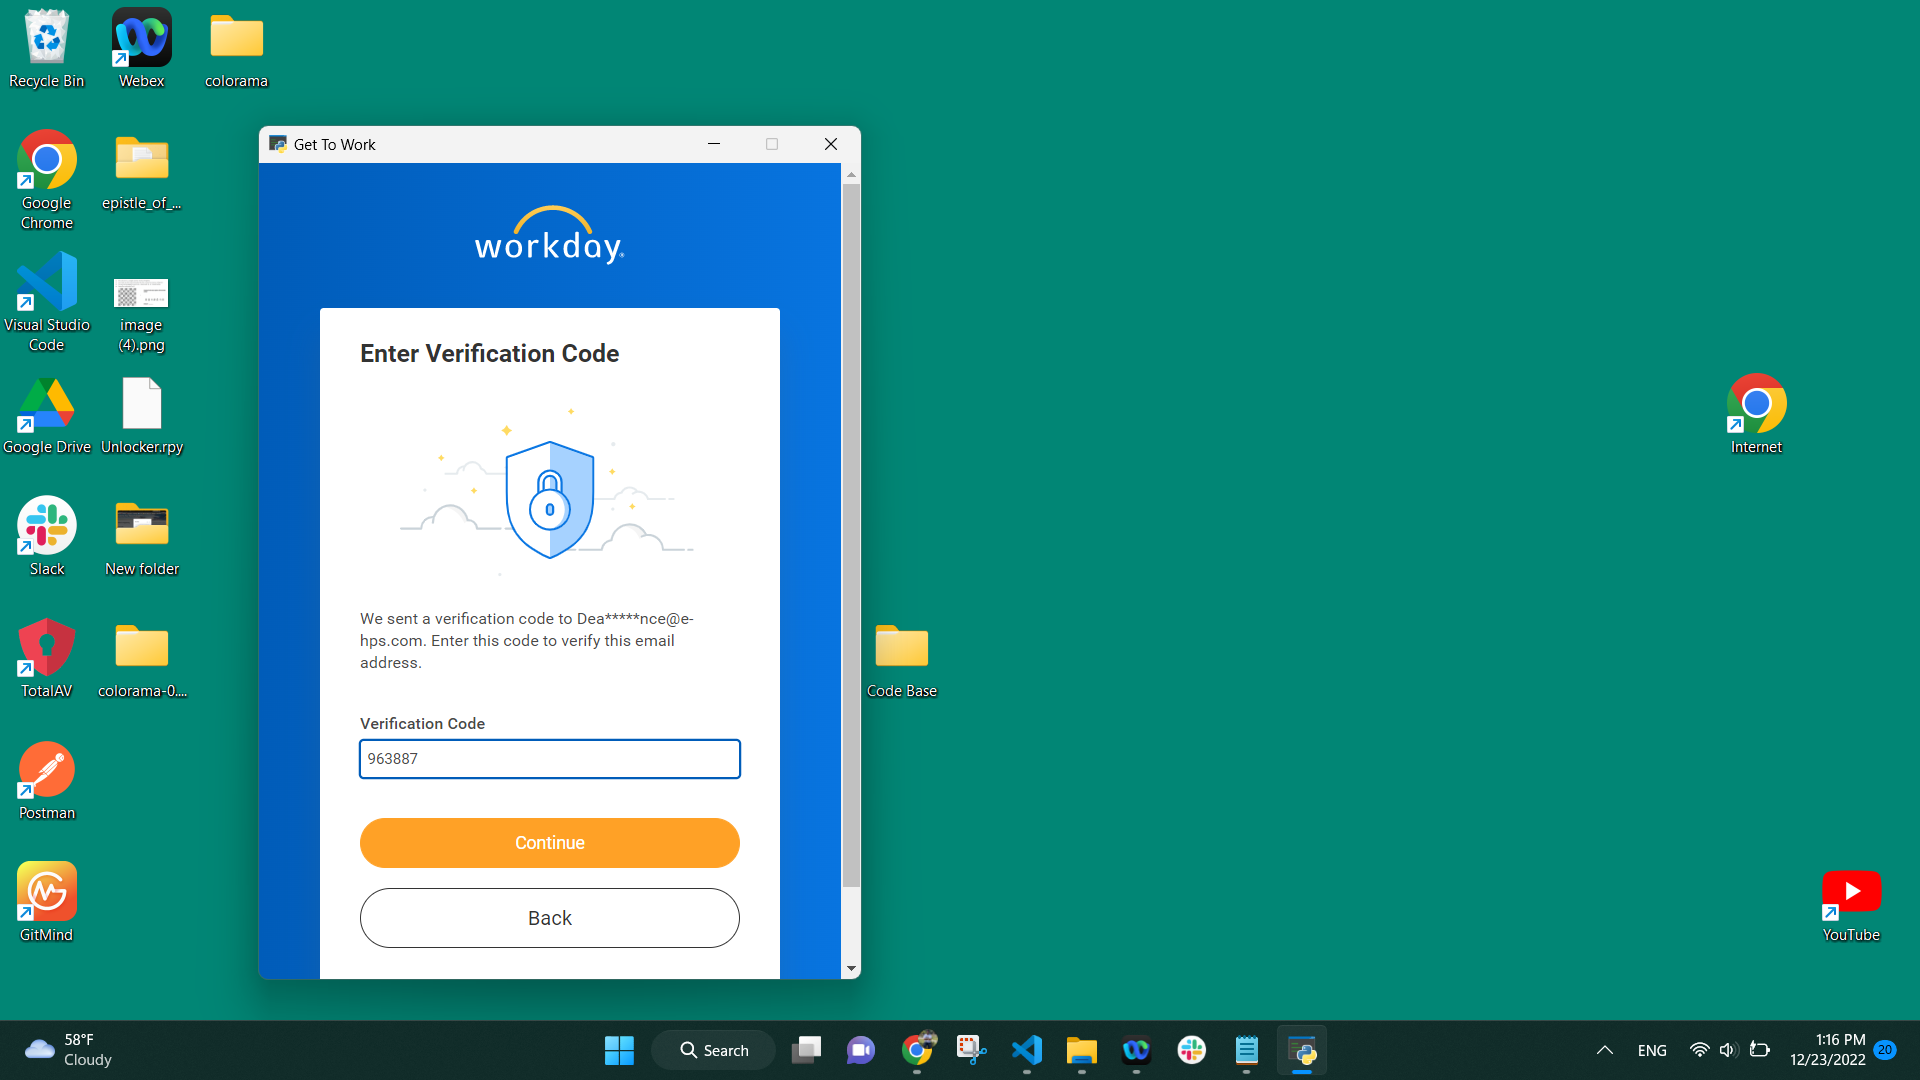 Recycle Bin
Webex
colorama
Google
Chrome
epistle_of_...
Visual Studio
Code
image
(4).png
Google Drive
Unlocker.rpy
Slack
New folder
TotalAV
colorama-0....
Postman
GitMind
Get To Work
workday
Enter Verification Code
We sent a verification code to Dea*****nce@e-
hps.com. Enter this code to verify this email
address.
Verification Code
963887
Continue
Back
Code Base
Internet
YouTube
58°F
Cloudy
Search
ENG
1:16 PM
12/23/2022
20